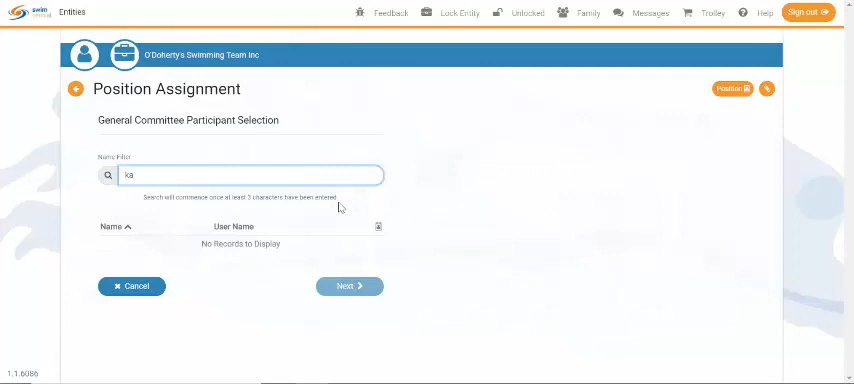 swim central Entities Feedback Lock Entity Unlocked Family Messages Trolley Help Sign out
O'Doherty's Swimming Team Inc
Position Assignment Position
General Committee Participant Selection
Name Filter
ka
Search will commence once at least 3 characters have been entered
Name User Name
No Records to Display
Cancel Next
1.1.6086